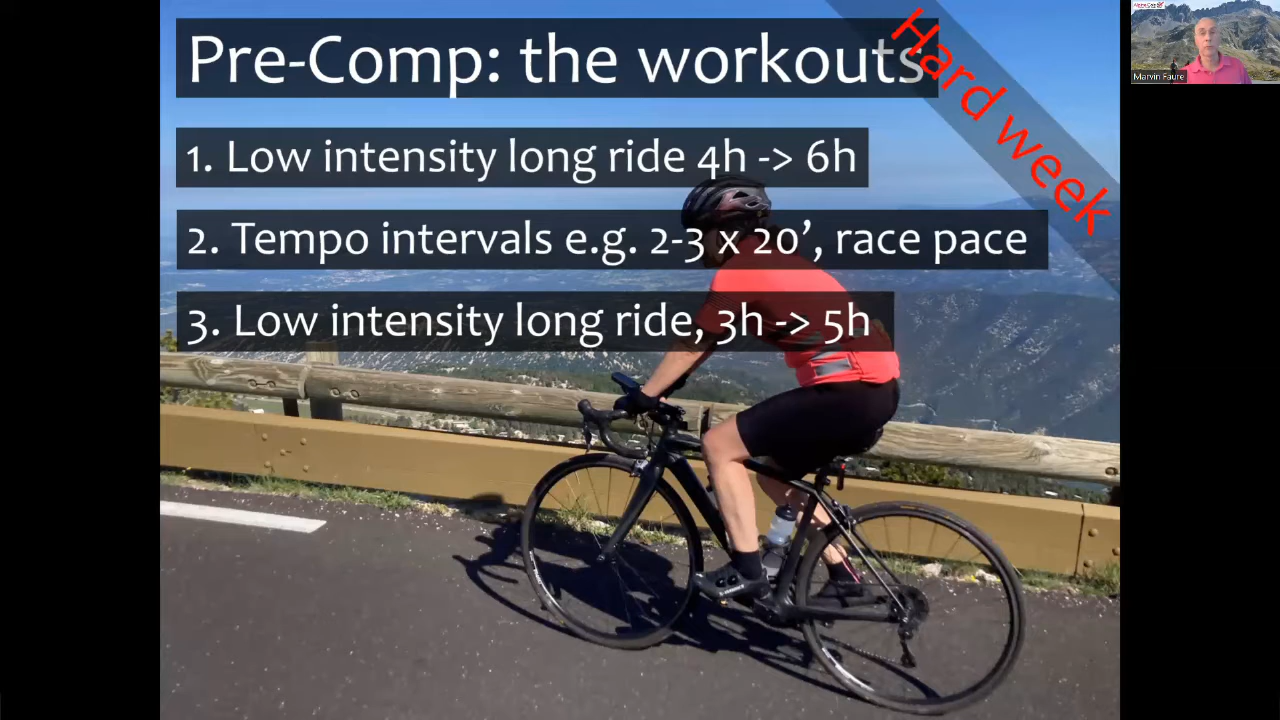 Pre-Comp: the workouts
Hard week
1. Low intensity long ride 4h -> 6h
2. Tempo intervals e.g. 2-3 x 20’, race pace
3. Low intensity long ride, 3h -> 5h
Marvin Faure